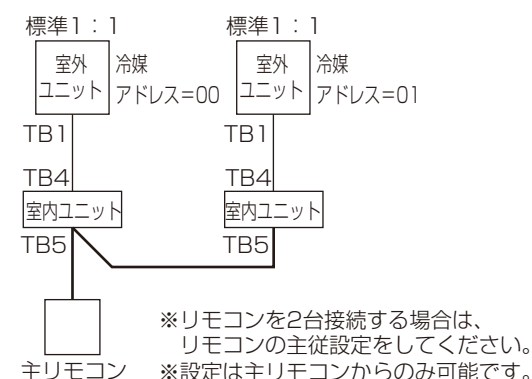 標準1：1
標準1：1
室外
ユニット
冷媒
アドレス=00
室外
ユニット
冷媒
アドレス=01
TB1
TB1
TB4
TB4
室内ユニット
室内ユニット
TB5
TB5
主リモコン
※リモコンを2台接続する場合は、
リモコンの主従設定をしてください。
※設定は主リモコンからのみ可能です。